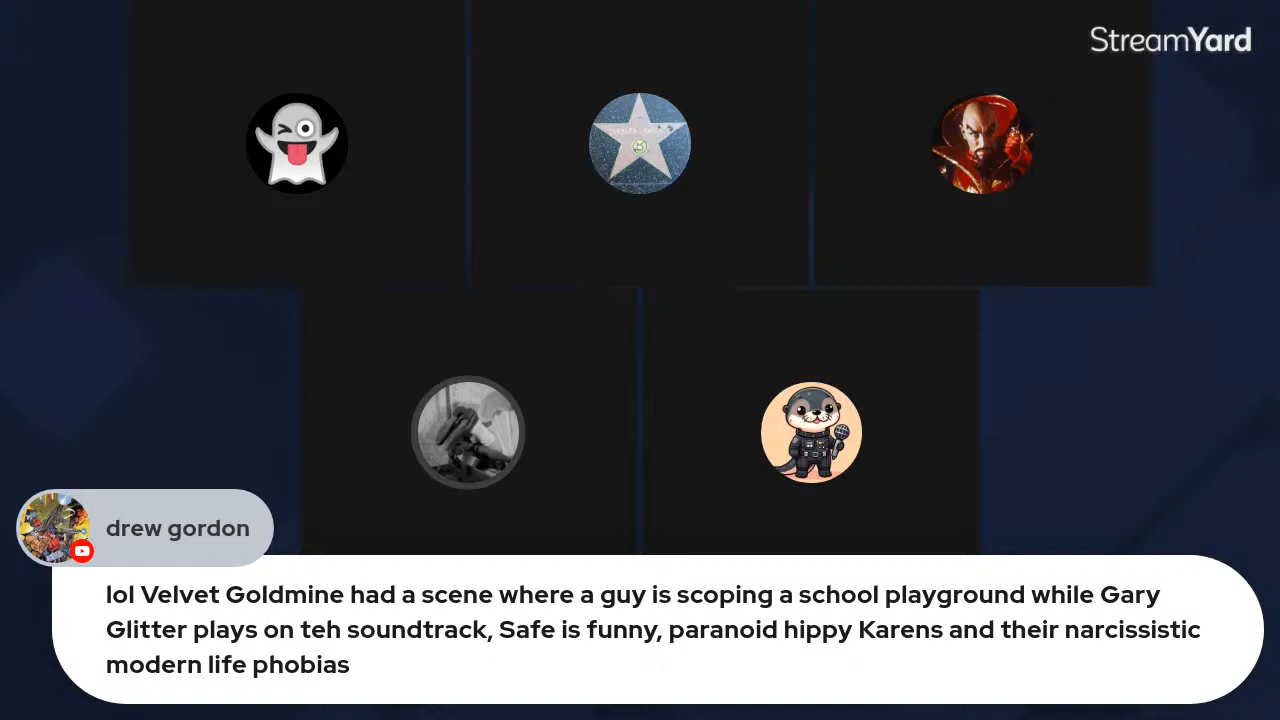 StreamYard
drew gordon
lol Velvet Goldmine had a scene where a guy is scoping a school playground while Gary
Glitter plays on teh soundtrack, Safe is funny, paranoid hippy Karens and their narcissistic
modern life phobias